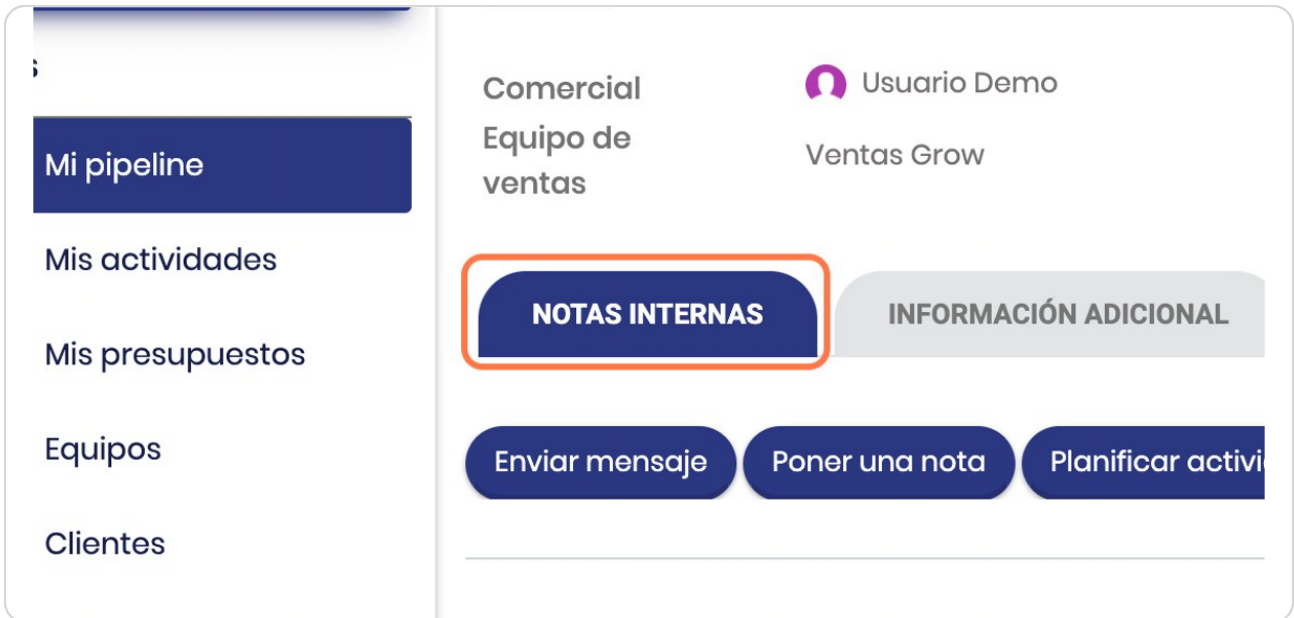 Mi pipeline
Mis actividades
Mis presupuestos
Equipos
Clientes
Comercial
Usuario Demo
Equipo de
ventas
Ventas Grow
NOTAS INTERNAS
INFORMACIÓN ADICIONAL
Enviar mensaje
Poner una nota
Planificar activi